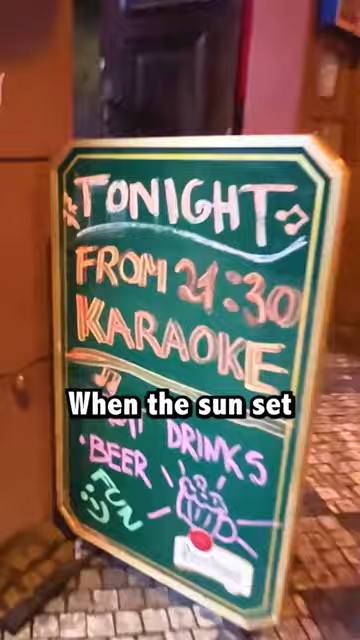 TONIGHT
FROM 21:30
KARAOKE
When the sun set
DRINKS
BEER
FUN